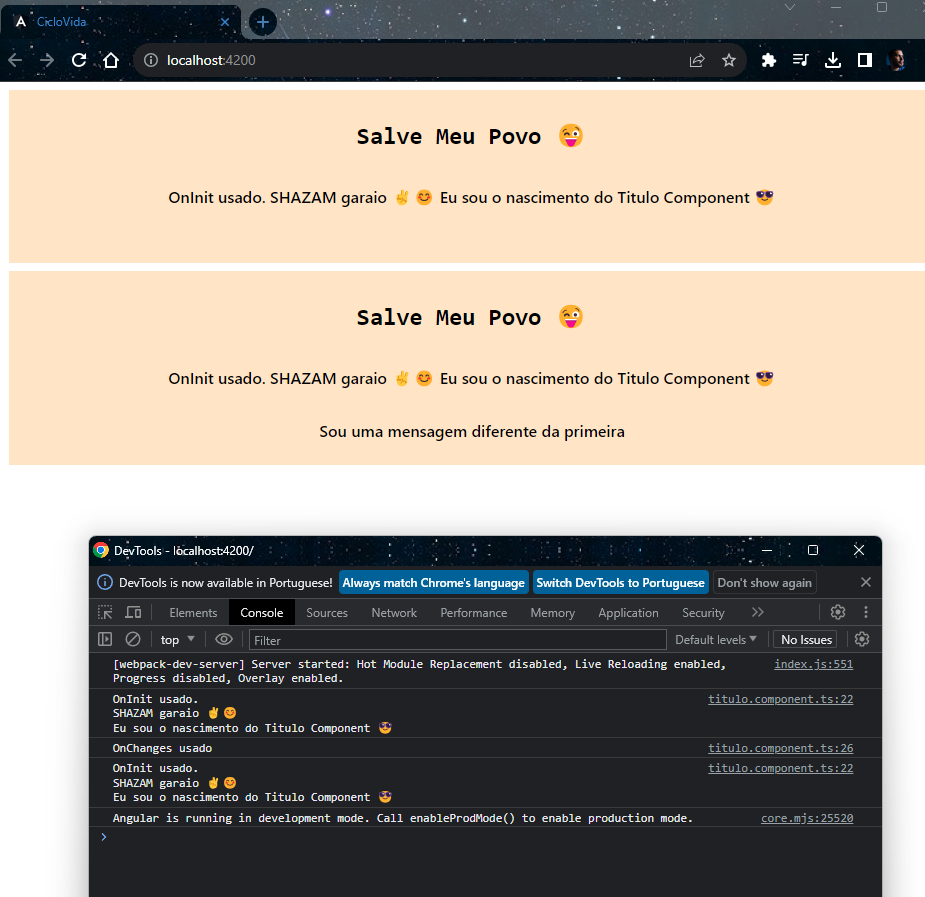 CicloVida
localhost:4200
Salve Meu Povo 😜
OnInit usado. SHAZAM garaio ✌😊 Eu sou o nascimento do Titulo Component 😎
Salve Meu Povo 😜
OnInit usado. SHAZAM garaio ✌😊 Eu sou o nascimento do Titulo Component 😎
Sou uma mensagem diferente da primeira
DevTools - localhost:4200/
DevTools is now available in Portuguese! Always match Chrome's language Switch DevTools to Portuguese Don't show again
Elements Console Sources Network Performance Memory Application Security
top Filter Default levels No Issues
[webpack-dev-server] Server started: Hot Module Replacement disabled, Live Reloading enabled, index.js:551
Progress disabled, Overlay enabled.
OnInit usado. titulo.component.ts:22
SHAZAM garaio ✌😊
Eu sou o nascimento do Titulo Component 😎
OnChanges usado titulo.component.ts:26
OnInit usado. titulo.component.ts:22
SHAZAM garaio ✌😊
Eu sou o nascimento do Titulo Component 😎
Angular is running in development mode. Call enableProdMode() to enable production mode. core.mjs:25520